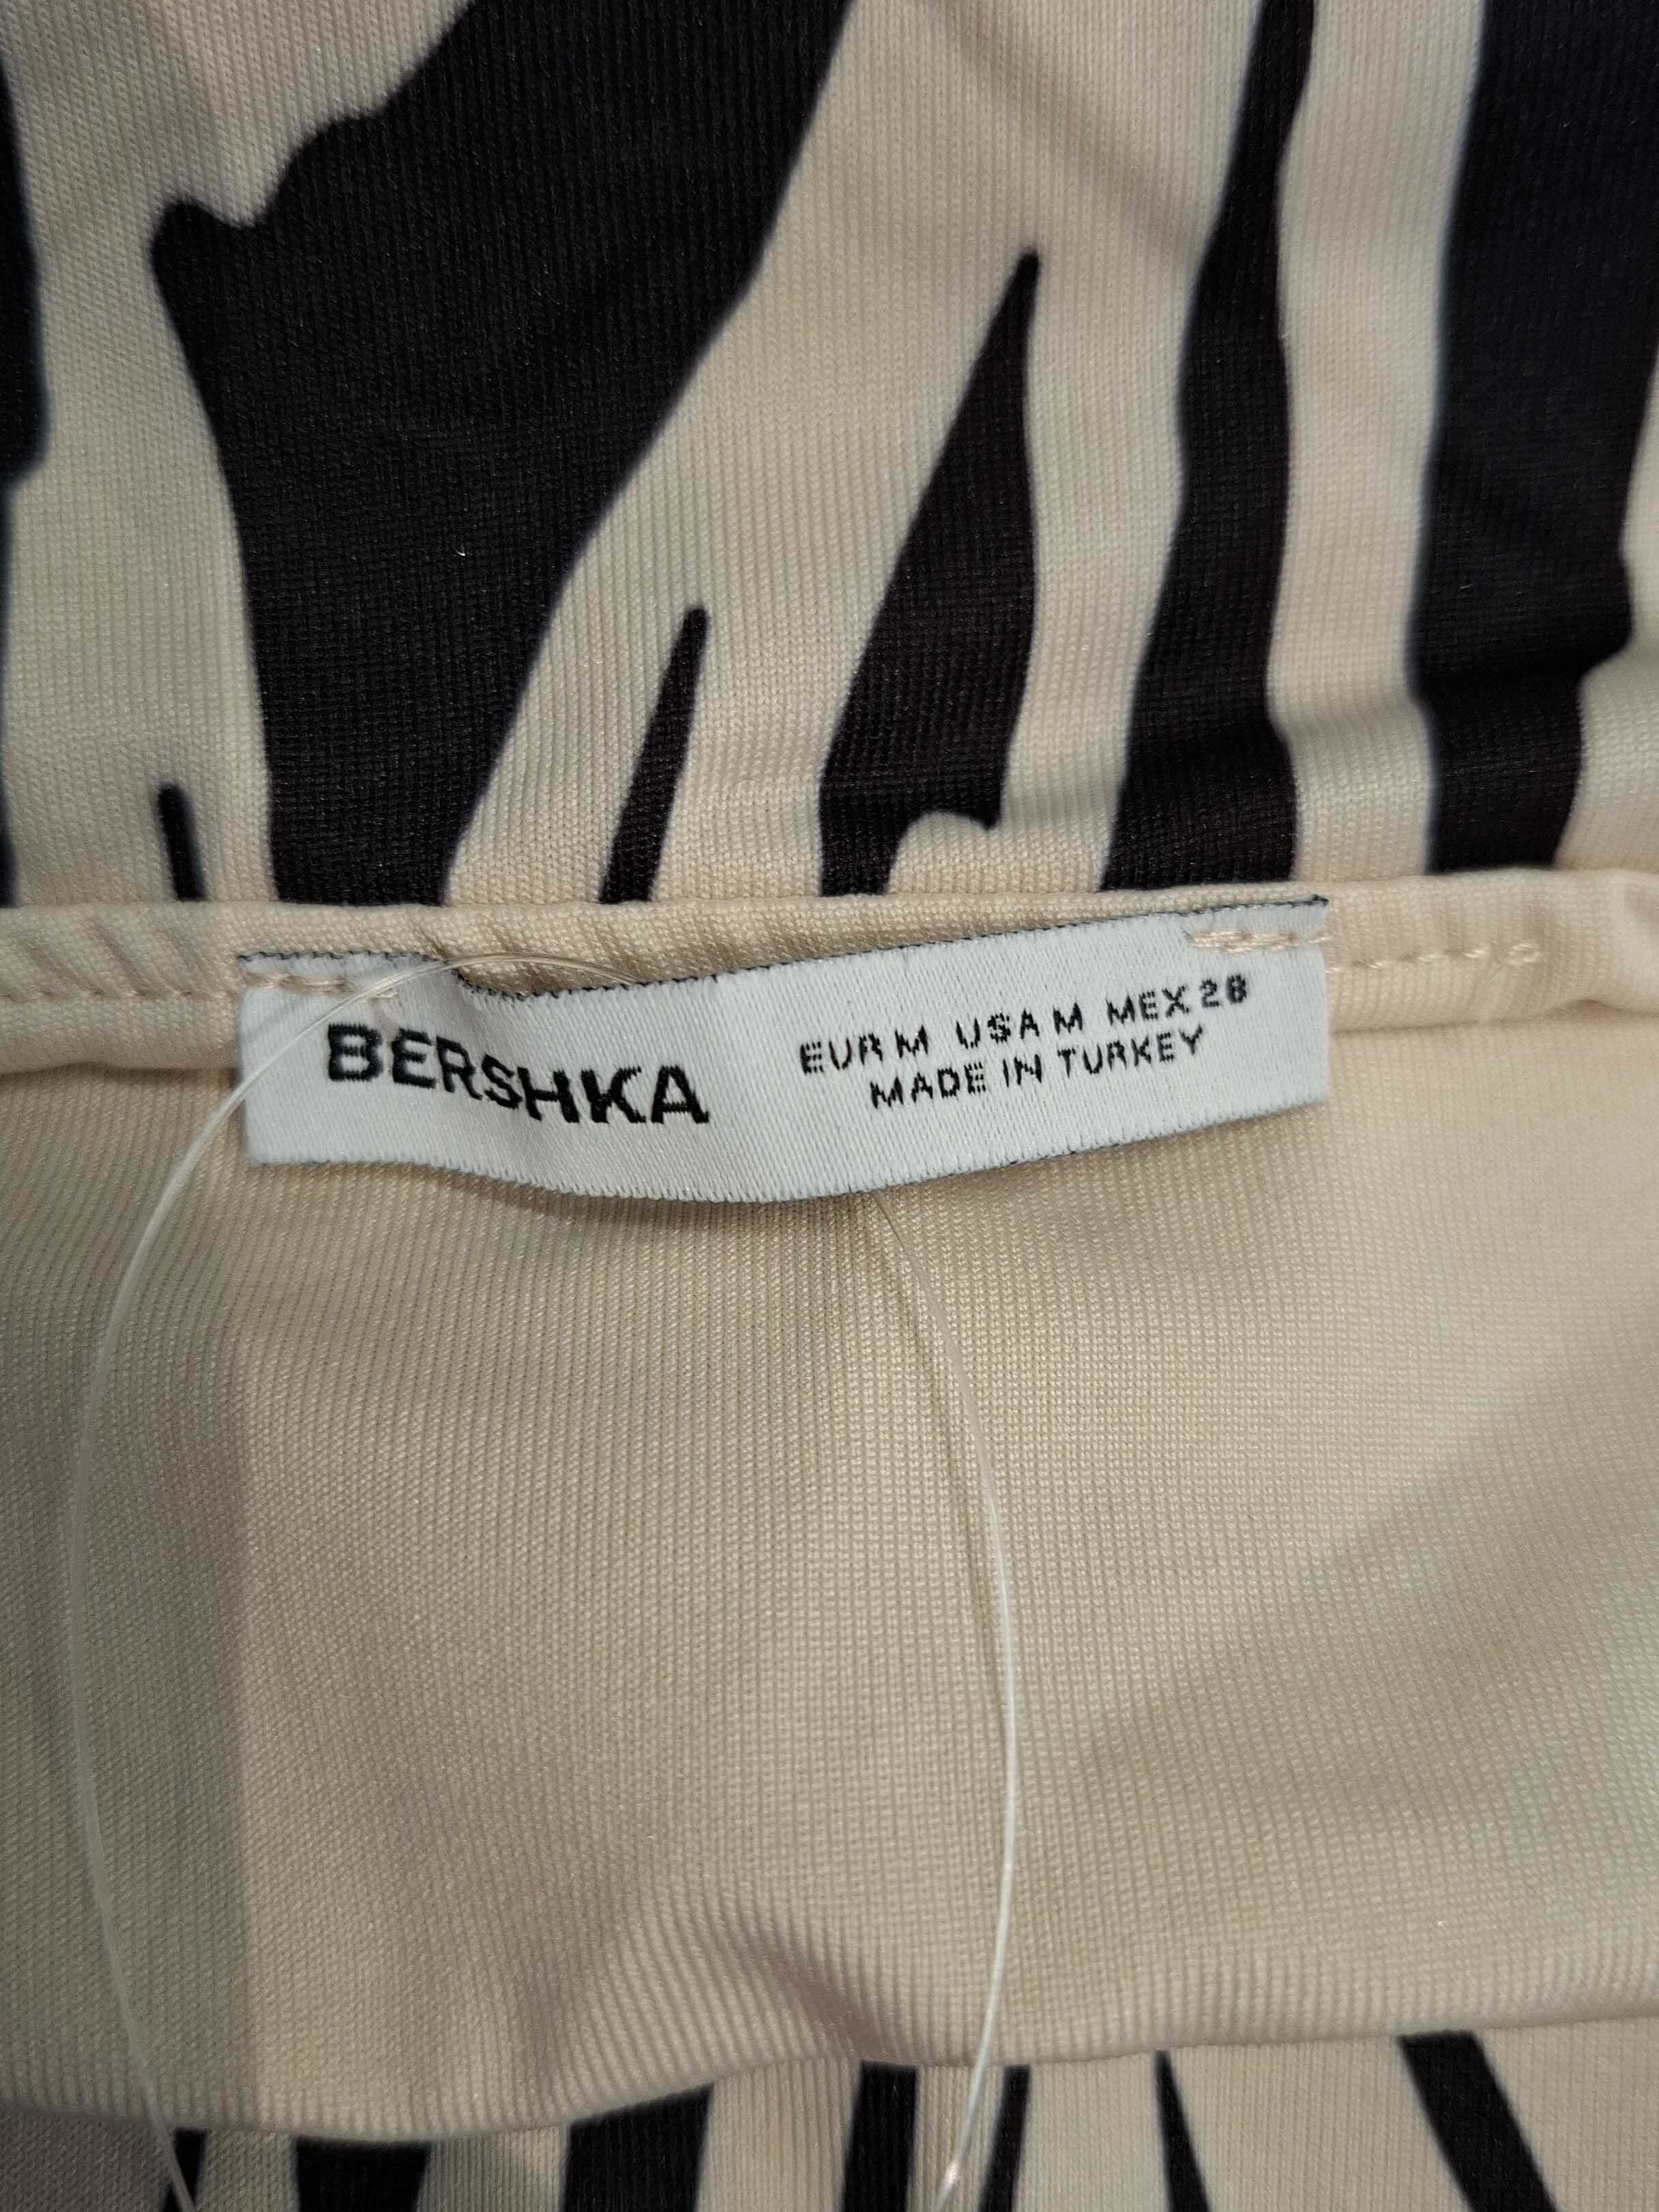 BERSHKA
EUR M USA M MEX 28
MADE IN TURKEY